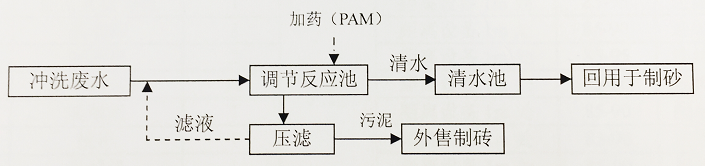 加药（PAM）
冲洗废水
调节反应池
清水
清水池
回用于制砂
滤液
压滤
污泥
外售制砖